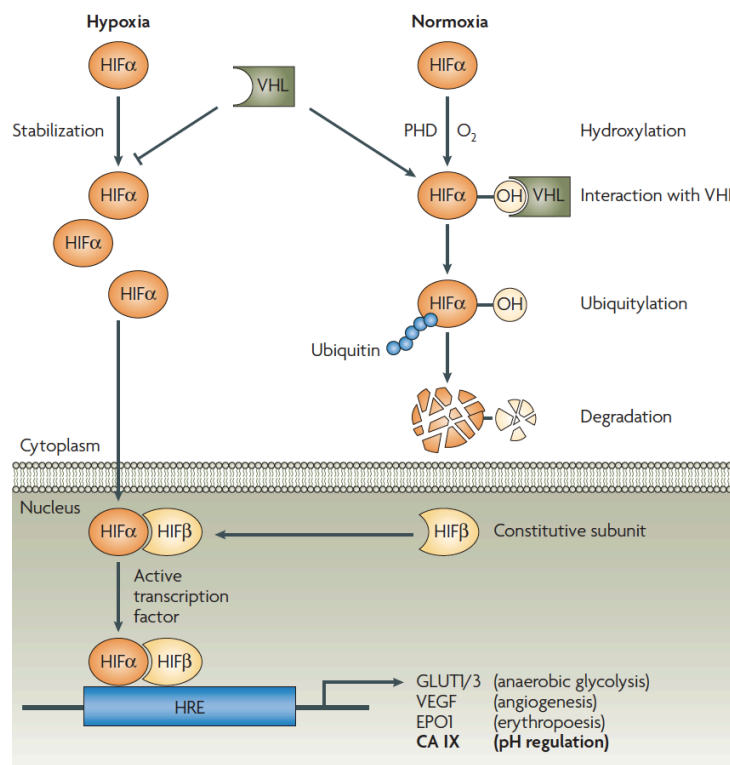 Hypoxia
Normoxia
HIFα
VHL
HIFα
Stabilization
PHD
O2
Hydroxylation
HIFα
HIFα
OH
VHL
Interaction with VHL
HIFα
HIFα
HIFα
OH
Ubiquitylation
Ubiquitin
Degradation
Cytoplasm
Nucleus
HIFα
HIFβ
HIFβ
Constitutive subunit
Active
transcription
factor
HIFα
HIFβ
HRE
GLUT1/3 (anaerobic glycolysis)
VEGF (angiogenesis)
EPO1 (erythropoesis)
CA IX (pH regulation)